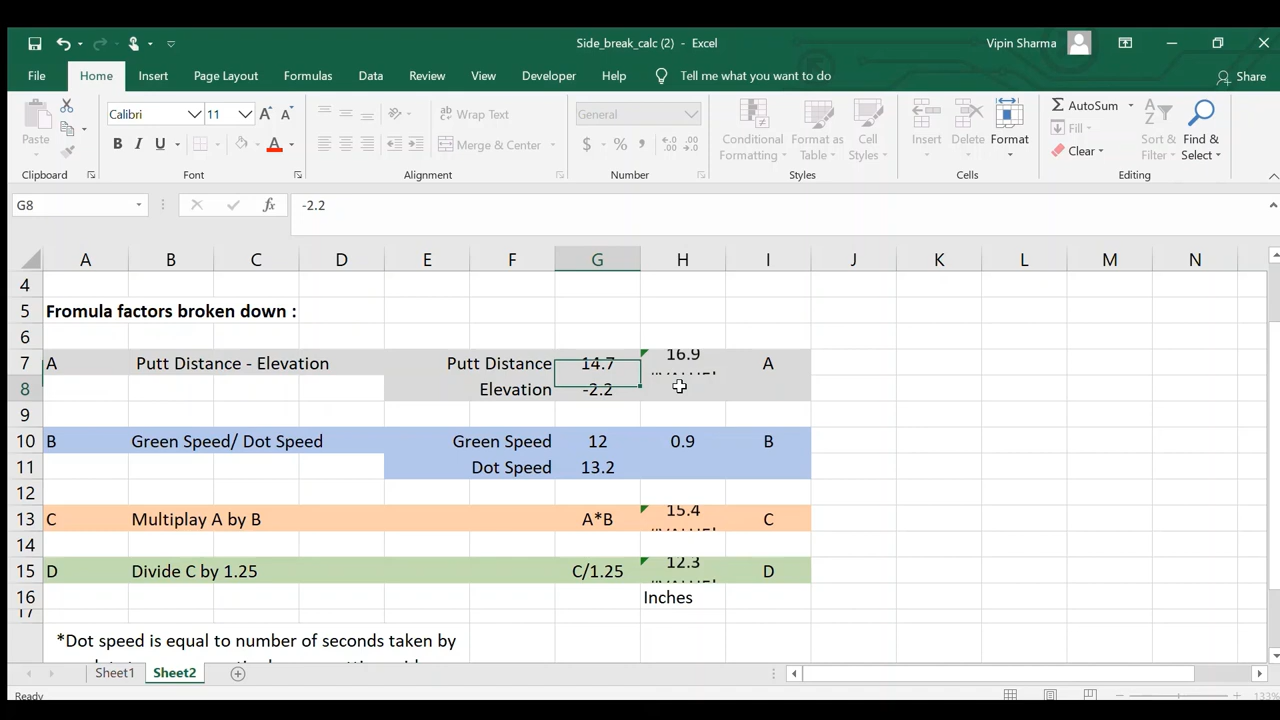 Side_break_calc (2) - Excel
Vipin Sharma
File Home Insert Page Layout Formulas Data Review View Developer Help Tell me what you want to do Share
Calibri 11 Wrap Text General AutoSum
Paste Merge & Center $ % Conditional Formatting Format as Table Cell Styles Insert Delete Format Fill Clear Sort & Filter Find & Select
Clipboard Font Alignment Number Styles Cells Editing
G8 fx -2.2
A B C D E F G H I J K L M N
4
5 Fromula factors broken down :
6
7 A Putt Distance - Elevation Putt Distance 14.7 16.9 A
8 Elevation -2.2
9
10 B Green Speed/ Dot Speed Green Speed 12 0.9 B
11 Dot Speed 13.2
12
13 C Multiplay A by B A*B 15.4 C
14
15 D Divide C by 1.25 C/1.25 12.3 D
16 Inches
17
*Dot speed is equal to number of seconds taken by
Sheet1 Sheet2
Ready 133%